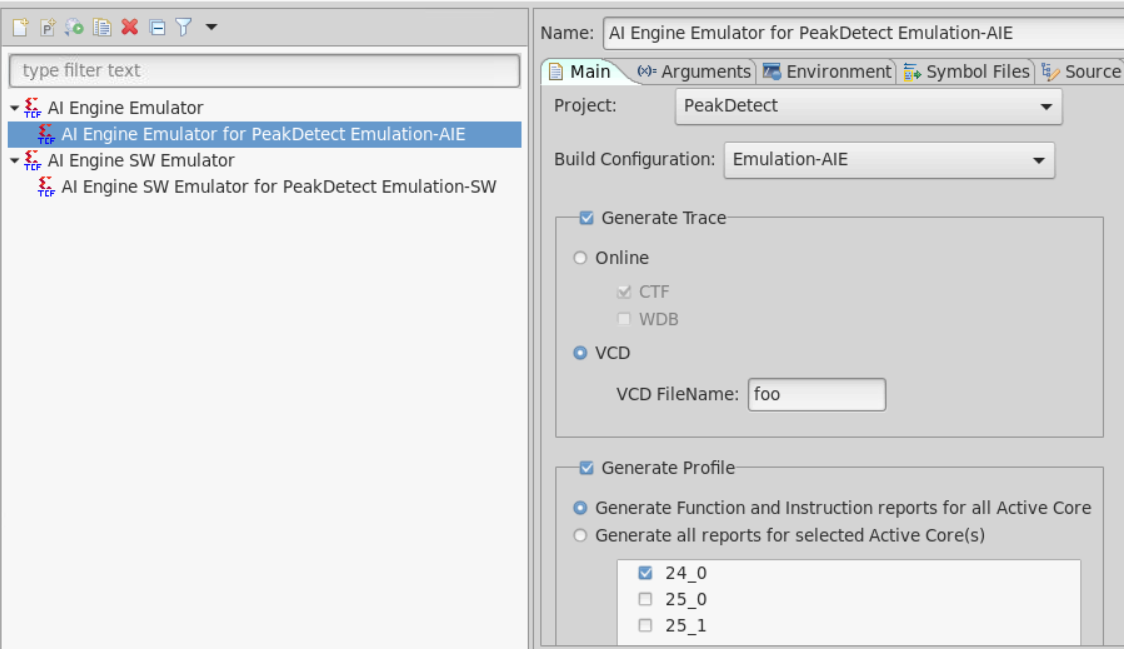 type filter text
AI Engine Emulator
TCF AI Engine Emulator for PeakDetect Emulation-AIE
AI Engine SW Emulator
TCF AI Engine SW Emulator for PeakDetect Emulation-SW
Name: AI Engine Emulator for PeakDetect Emulation-AIE
Main (x)= Arguments Environment Symbol Files Source
Project: PeakDetect
Build Configuration: Emulation-AIE
Generate Trace
Online
CTF
WDB
VCD
VCD FileName: foo
Generate Profile
Generate Function and Instruction reports for all Active Core
Generate all reports for selected Active Core(s)
24_0
25_0
25_1